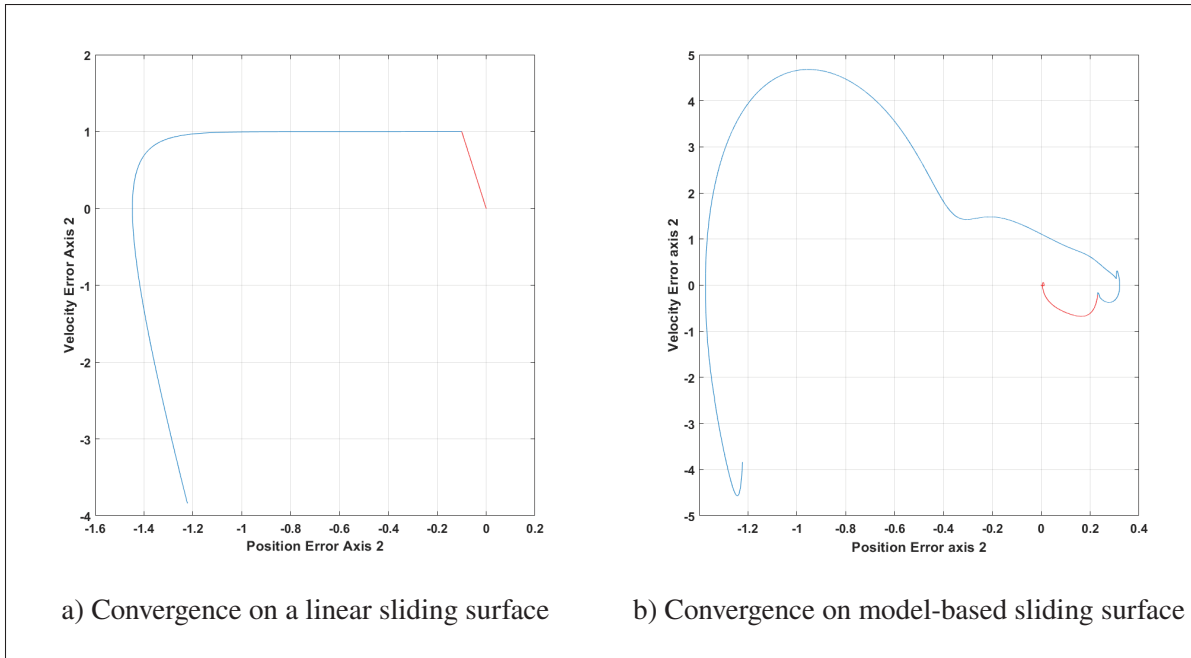 2
1
0
-1
-2
-3
-4
Velocity Error Axis 2
-1.6 -1.4 -1.2 -1 -0.8 -0.6 -0.4 -0.2 0 0.2
Position Error Axis 2
a) Convergence on a linear sliding surface
5
4
3
2
1
0
-1
-2
-3
-4
-5
Velocity Error axis 2
-1.2 -1 -0.8 -0.6 -0.4 -0.2 0 0.2 0.4
Position Error axis 2
b) Convergence on model-based sliding surface